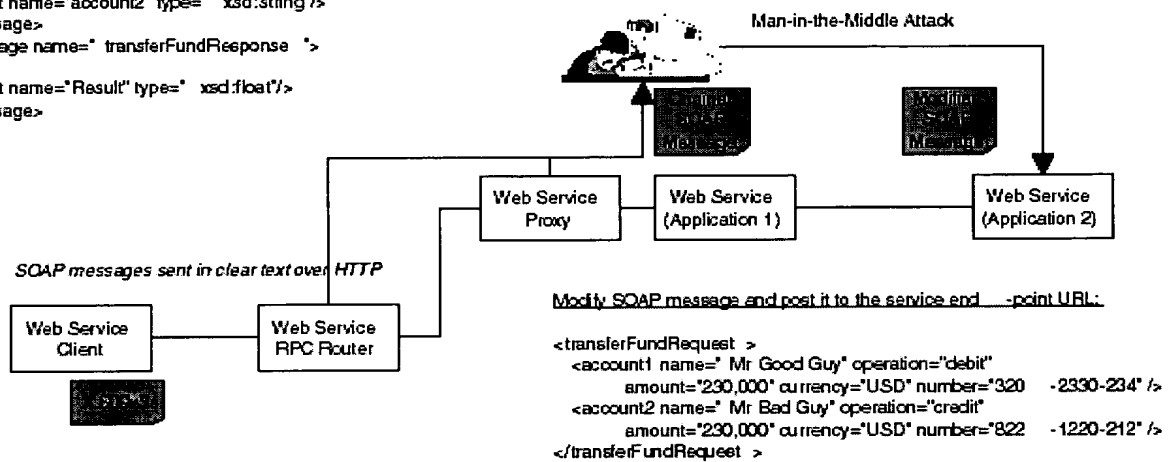 name="account2" type=" xsd:string"/>
age name=" transferFundResponse ">
name="Result" type=" xsd:float"/>
Man-in-the-Middle Attack
SOAP
Message
Modified
SOAP
Message
Web Service
Proxy
Web Service
(Application 1)
Web Service
(Application 2)
SOAP messages sent in clear text over HTTP
Web Service
Client
Web Service
RPC Router
Modify SOAP message and post it to the service end -point URL:
<transferFundRequest >
<account1 name=" Mr Good Guy" operation="debit"
amount="230,000" currency="USD" number="320 -2330-234" />
<account2 name=" Mr Bad Guy" operation="credit"
amount="230,000" currency="USD" number="822 -1220-212" />
</transferFundRequest >